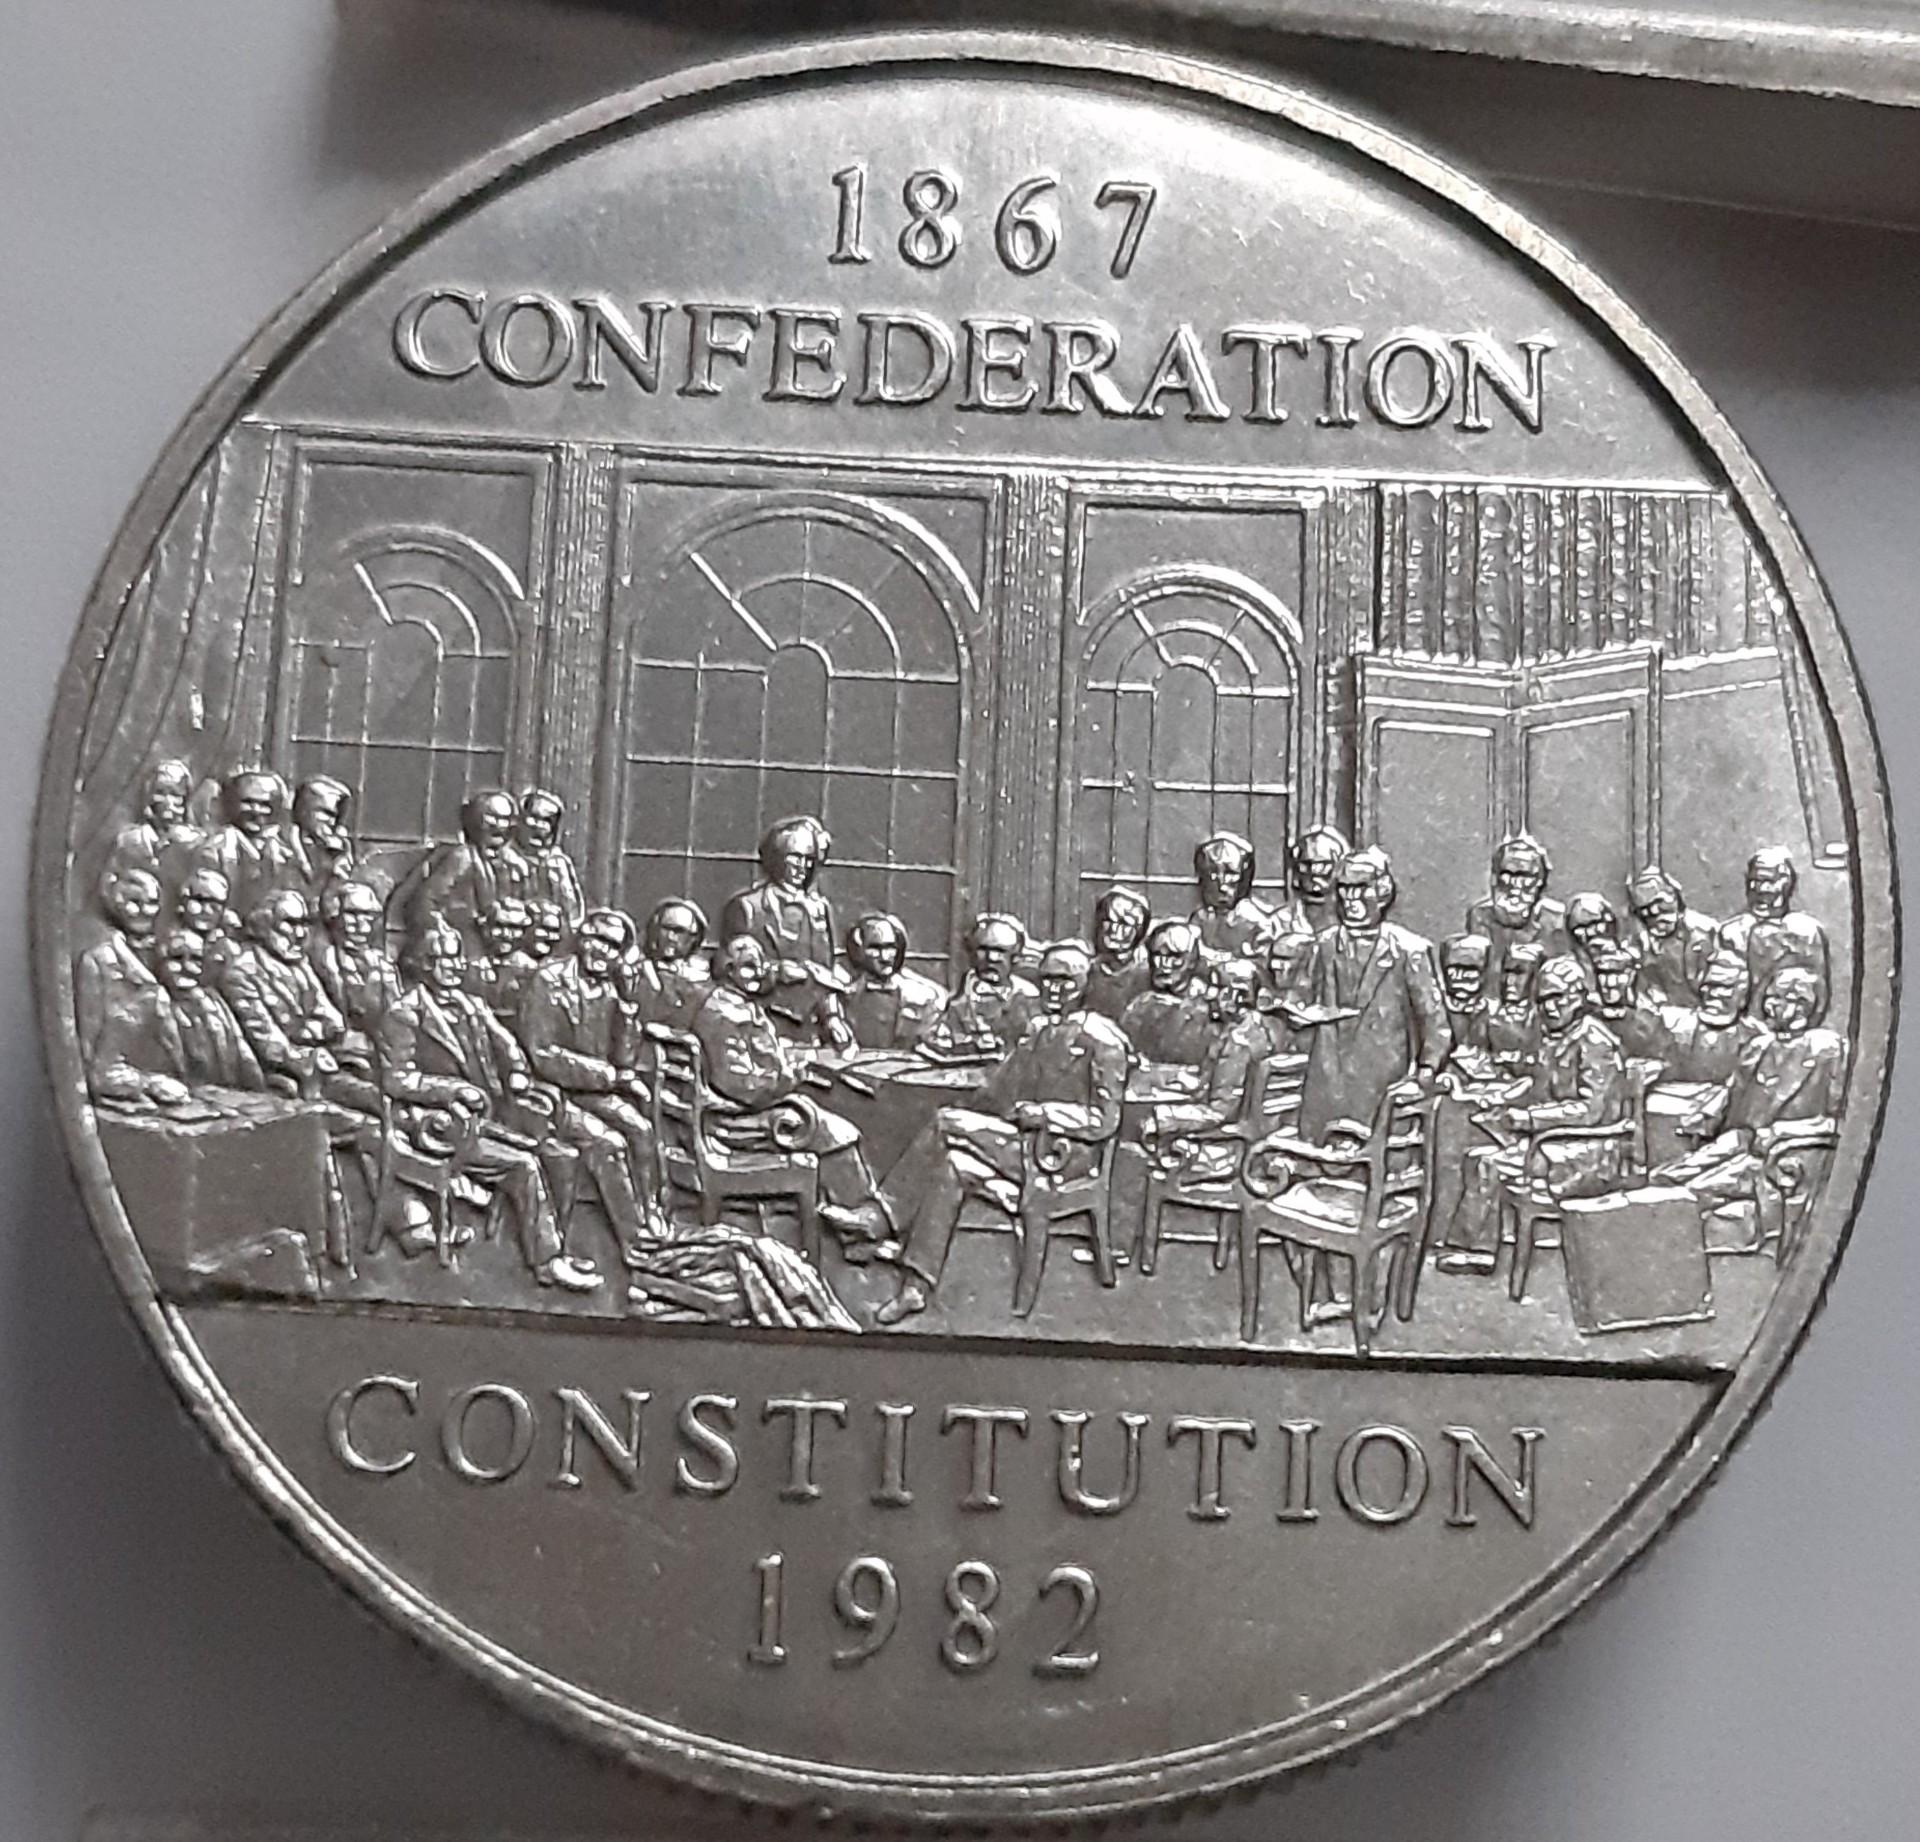 1867
CONFEDERATION
CONSTITUTION
1982